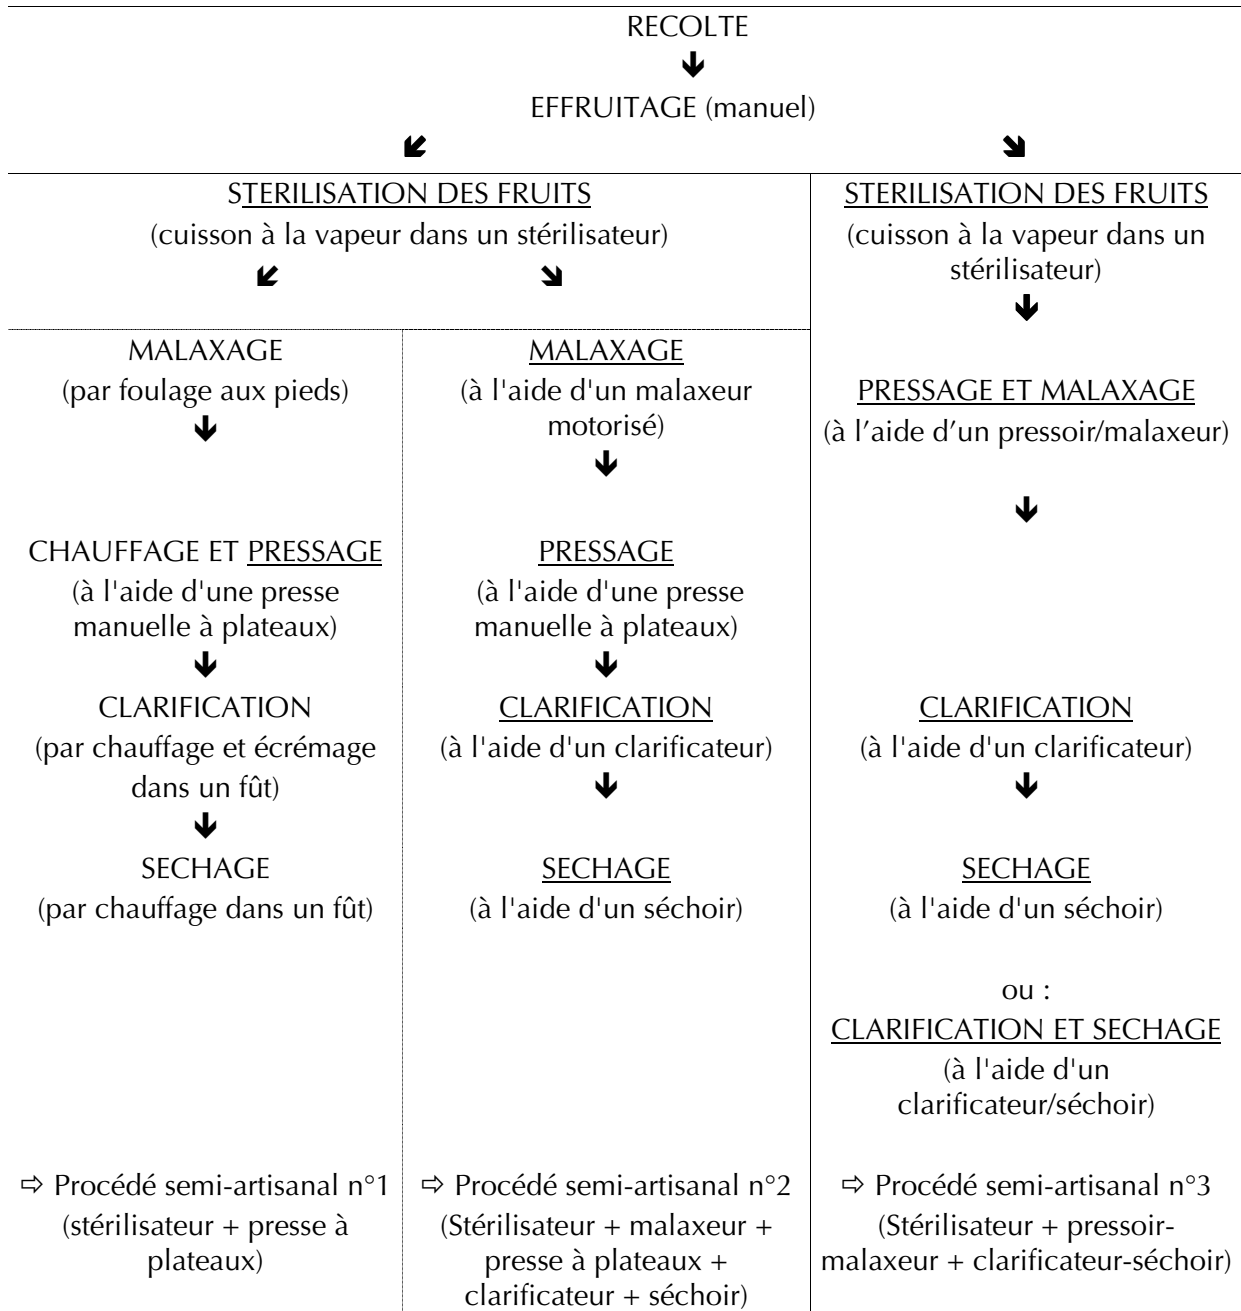 RECOLTE
EFFRUITAGE (manuel)
STERILISATION DES FRUITS
(cuisson à la vapeur dans un stérilisateur)
MALAXAGE
(par foulage aux pieds)
CHAUFFAGE ET PRESSAGE
(à l'aide d'une presse
manuelle à plateaux)
CLARIFICATION
(par chauffage et écrémage
dans un fût)
SECHAGE
(par chauffage dans un fût)
⇨ Procédé semi-artisanal n°1
(stérilisateur + presse à
plateaux)
MALAXAGE
(à l'aide d'un malaxeur
motorisé)
PRESSAGE
(à l'aide d'une presse
manuelle à plateaux)
CLARIFICATION
(à l'aide d'un clarificateur)
SECHAGE
(à l'aide d'un séchoir)
⇨ Procédé semi-artisanal n°2
(Stérilisateur + malaxeur +
presse à plateaux +
clarificateur + séchoir)
STERILISATION DES FRUITS
(cuisson à la vapeur dans un
stérilisateur)
PRESSAGE ET MALAXAGE
(à l’aide d’un pressoir/malaxeur)
CLARIFICATION
(à l'aide d'un clarificateur)
SECHAGE
(à l'aide d'un séchoir)
ou :
CLARIFICATION ET SECHAGE
(à l'aide d'un
clarificateur/séchoir)
⇨ Procédé semi-artisanal n°3
(Stérilisateur + pressoir-
malaxeur + clarificateur-séchoir)